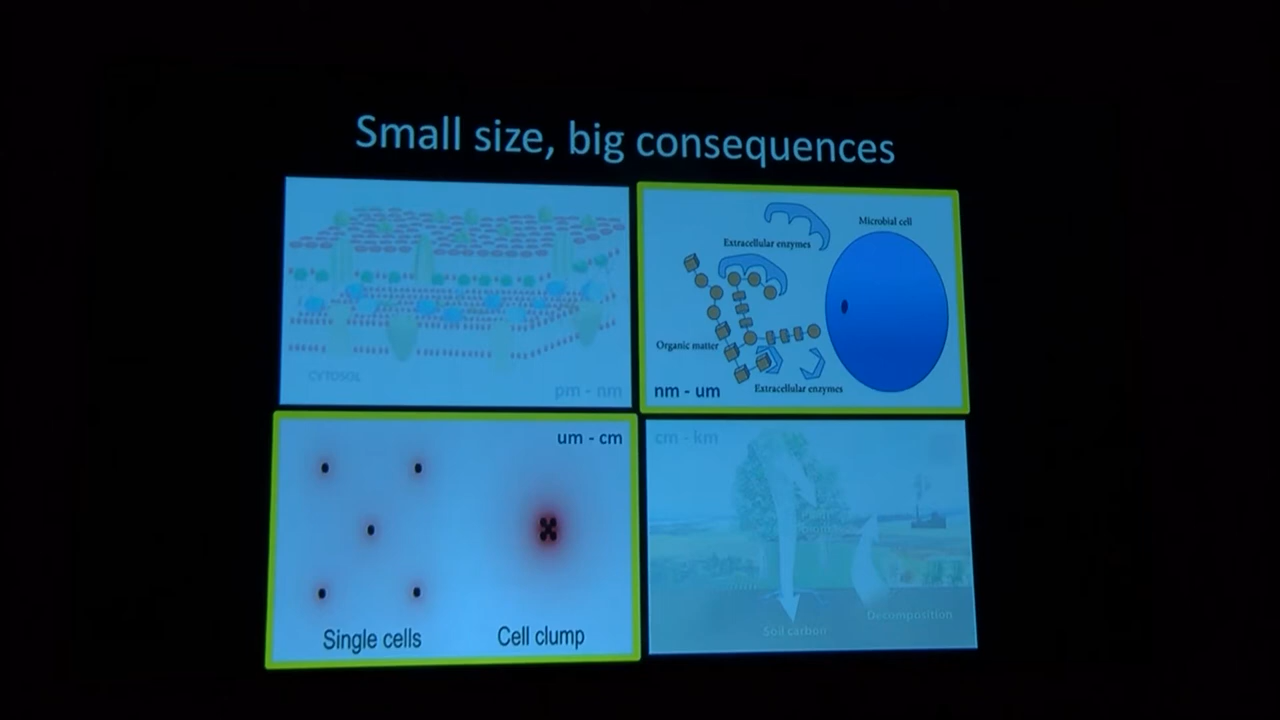 Small size, big consequences
CYTOSOL
pm - nm
Microbial cell
Extracellular enzymes
Organic matter
Extracellular enzymes
nm - um
um - cm
Single cells
Cell clump
cm - km
Soil carbon
Decomposition